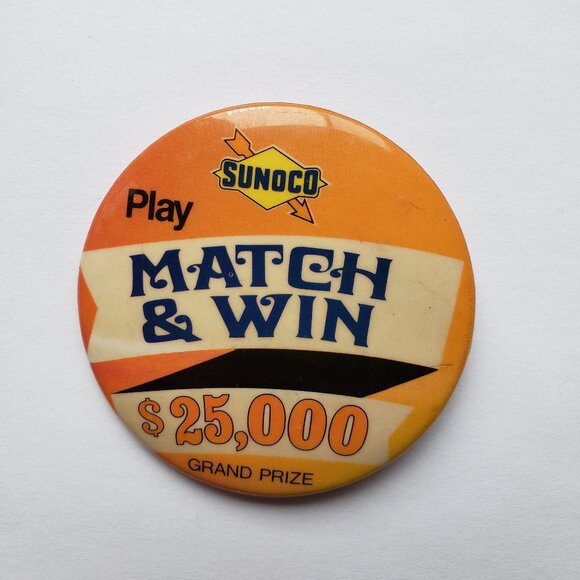 SUNOCO
Play
MATCH
& WIN
$25,000
GRAND PRIZE